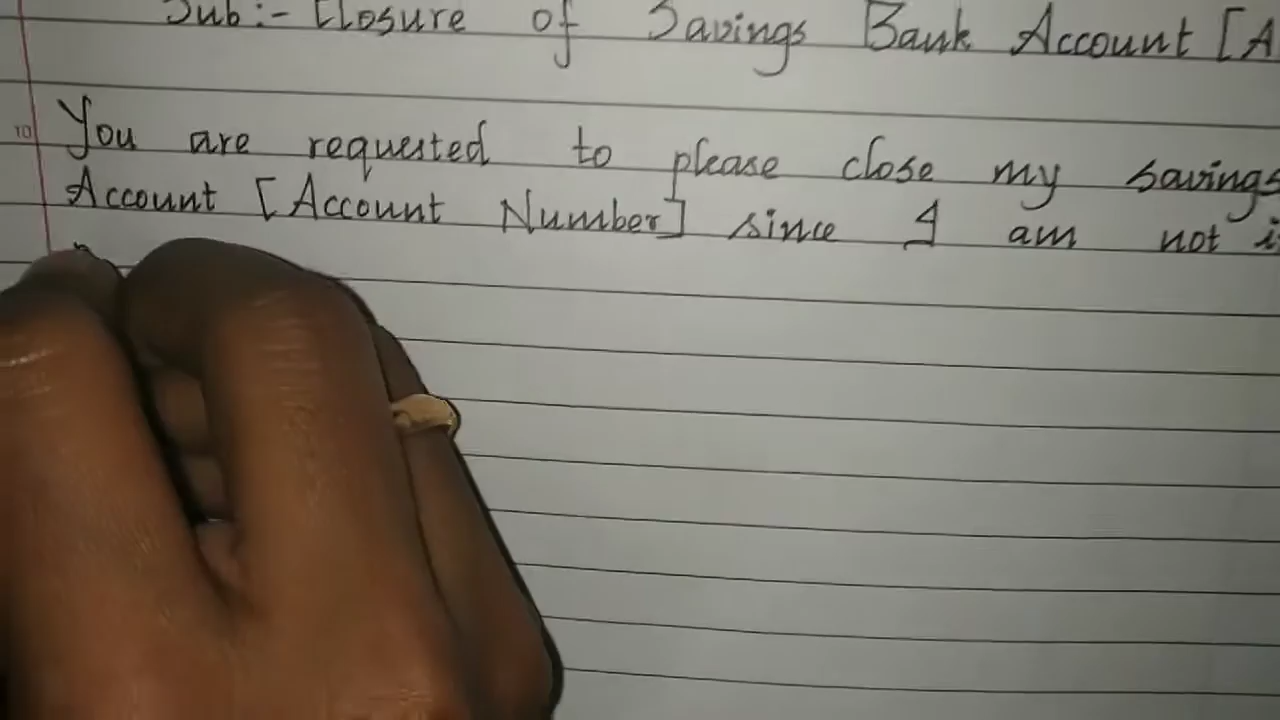 Sub:- Closure of Savings Bank Account [A
10
You are requested to please close my savings
Account [Account Number] since I am not i